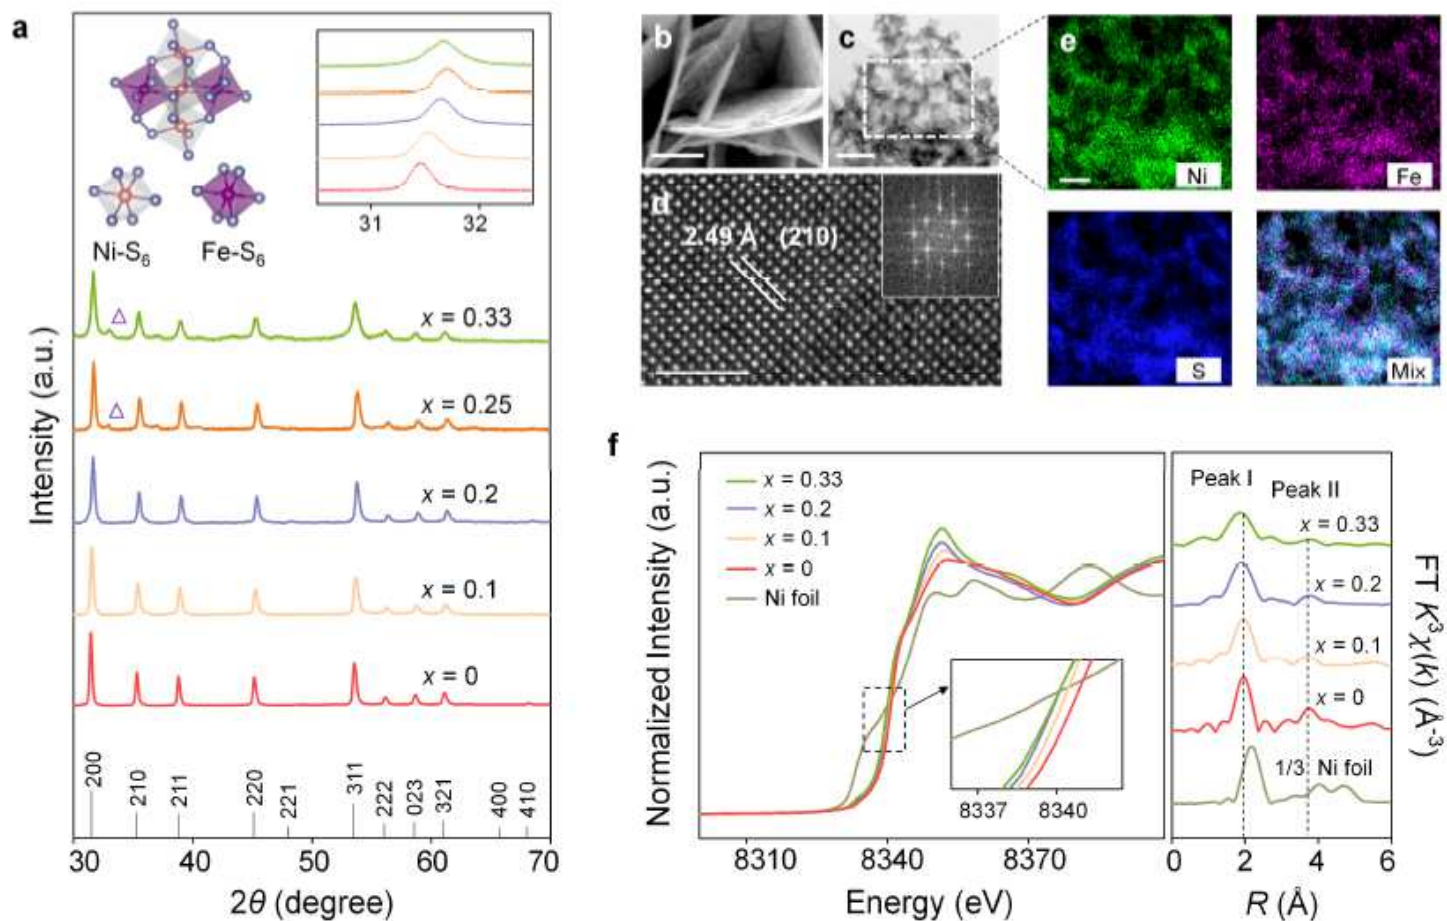 a
31
32
Ni-S6
Fe-S6
x = 0.33
△
x = 0.25
△
x = 0.2
x = 0.1
x = 0
200
210
211
220
221
311
222
023
321
400
410
30
40
50
60
70
2θ (degree)
Intensity (a.u.)
b
c
d
2.49 Å (210)
e
Ni
Fe
S
Mix
f
Normalized Intensity (a.u.)
x = 0.33
x = 0.2
x = 0.1
x = 0
Ni foil
8337
8340
8310
8340
8370
Energy (eV)
Peak I
Peak II
x = 0.33
x = 0.2
x = 0.1
x = 0
1/3 Ni foil
0
2
4
6
R (Å)
FT K³χ(k) (Å⁻³)